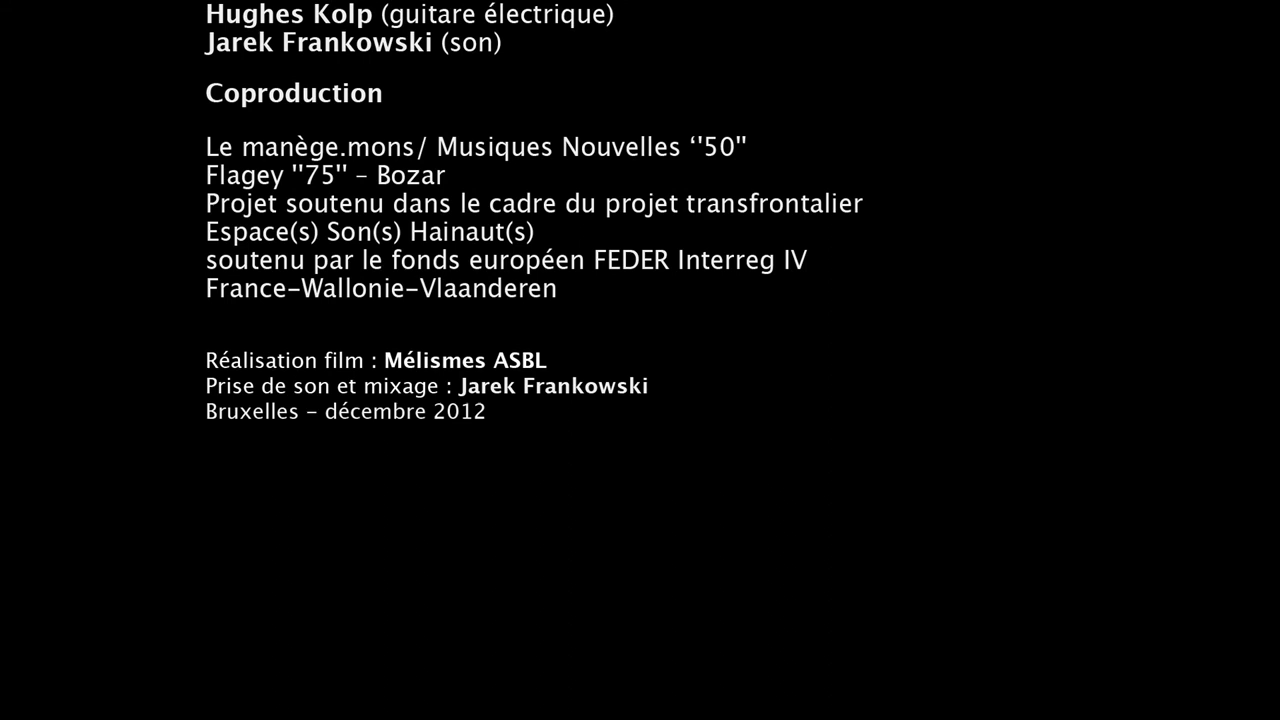 Hughes Kolp (guitare électrique)
Jarek Frankowski (son)
Coproduction
Le manège.mons/ Musiques Nouvelles ‘'50"
Flagey "75" – Bozar
Projet soutenu dans le cadre du projet transfrontalier
Espace(s) Son(s) Hainaut(s)
soutenu par le fonds européen FEDER Interreg IV
France–Wallonie–Vlaanderen
Réalisation film : Mélismes ASBL
Prise de son et mixage : Jarek Frankowski
Bruxelles – décembre 2012